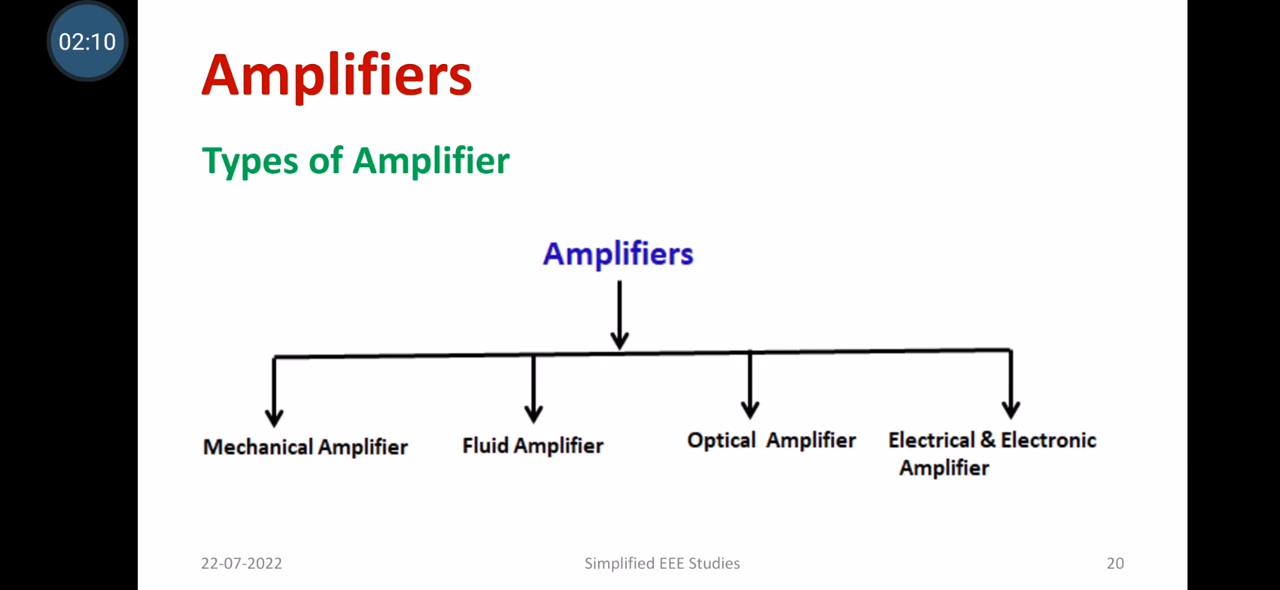 02:10
Amplifiers
Types of Amplifier
Amplifiers
Mechanical Amplifier
Fluid Amplifier
Optical Amplifier
Electrical & Electronic
Amplifier
22-07-2022
Simplified EEE Studies
20